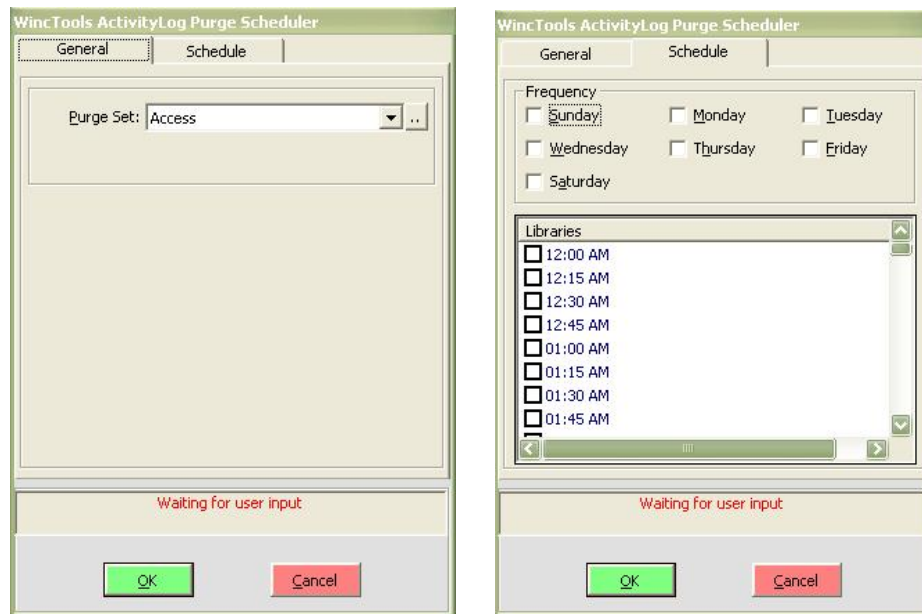 WincTools ActivityLog Purge Scheduler
General Schedule
Purge Set: Access ..
Waiting for user input
OK Cancel
WincTools ActivityLog Purge Scheduler
General Schedule
Frequency
Sunday Monday Tuesday
Wednesday Thursday Friday
Saturday
Libraries
12:00 AM
12:15 AM
12:30 AM
12:45 AM
01:00 AM
01:15 AM
01:30 AM
01:45 AM
Waiting for user input
OK Cancel